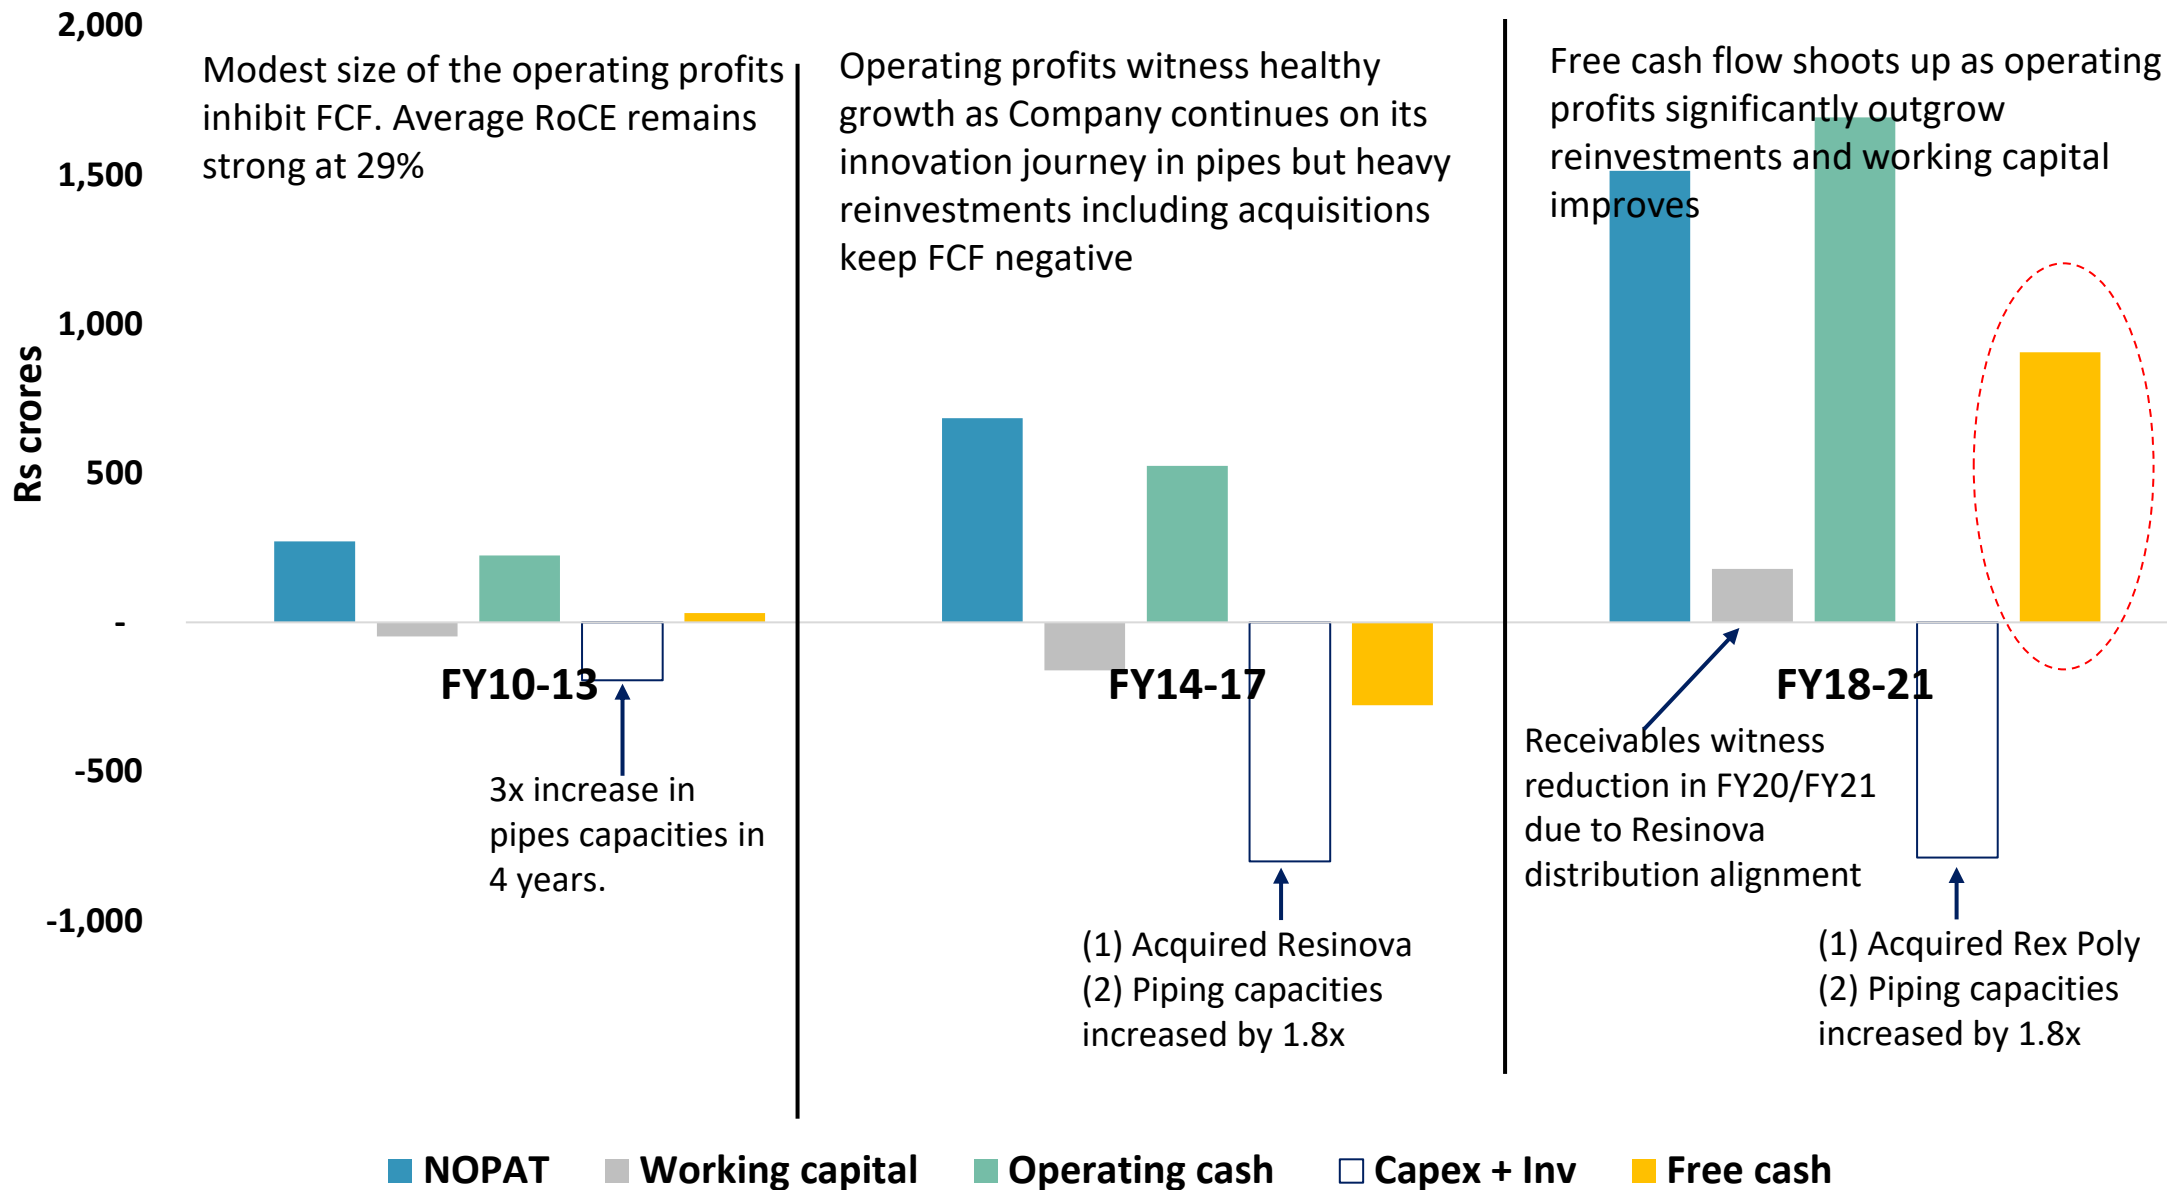 2,000
1,500
1,000
500
-
-500
-1,000
Rs crores
Modest size of the operating profits
inhibit FCF. Average RoCE remains
strong at 29%
Operating profits witness healthy
growth as Company continues on its
innovation journey in pipes but heavy
reinvestments including acquisitions
keep FCF negative
Free cash flow shoots up as operating
profits significantly outgrow
reinvestments and working capital
improves
FY10-13
FY14-17
FY18-21
3x increase in
pipes capacities in
4 years.
(1) Acquired Resinova
(2) Piping capacities
increased by 1.8x
Receivables witness
reduction in FY20/FY21
due to Resinova
distribution alignment
(1) Acquired Rex Poly
(2) Piping capacities
increased by 1.8x
NOPAT
Working capital
Operating cash
Capex + Inv
Free cash